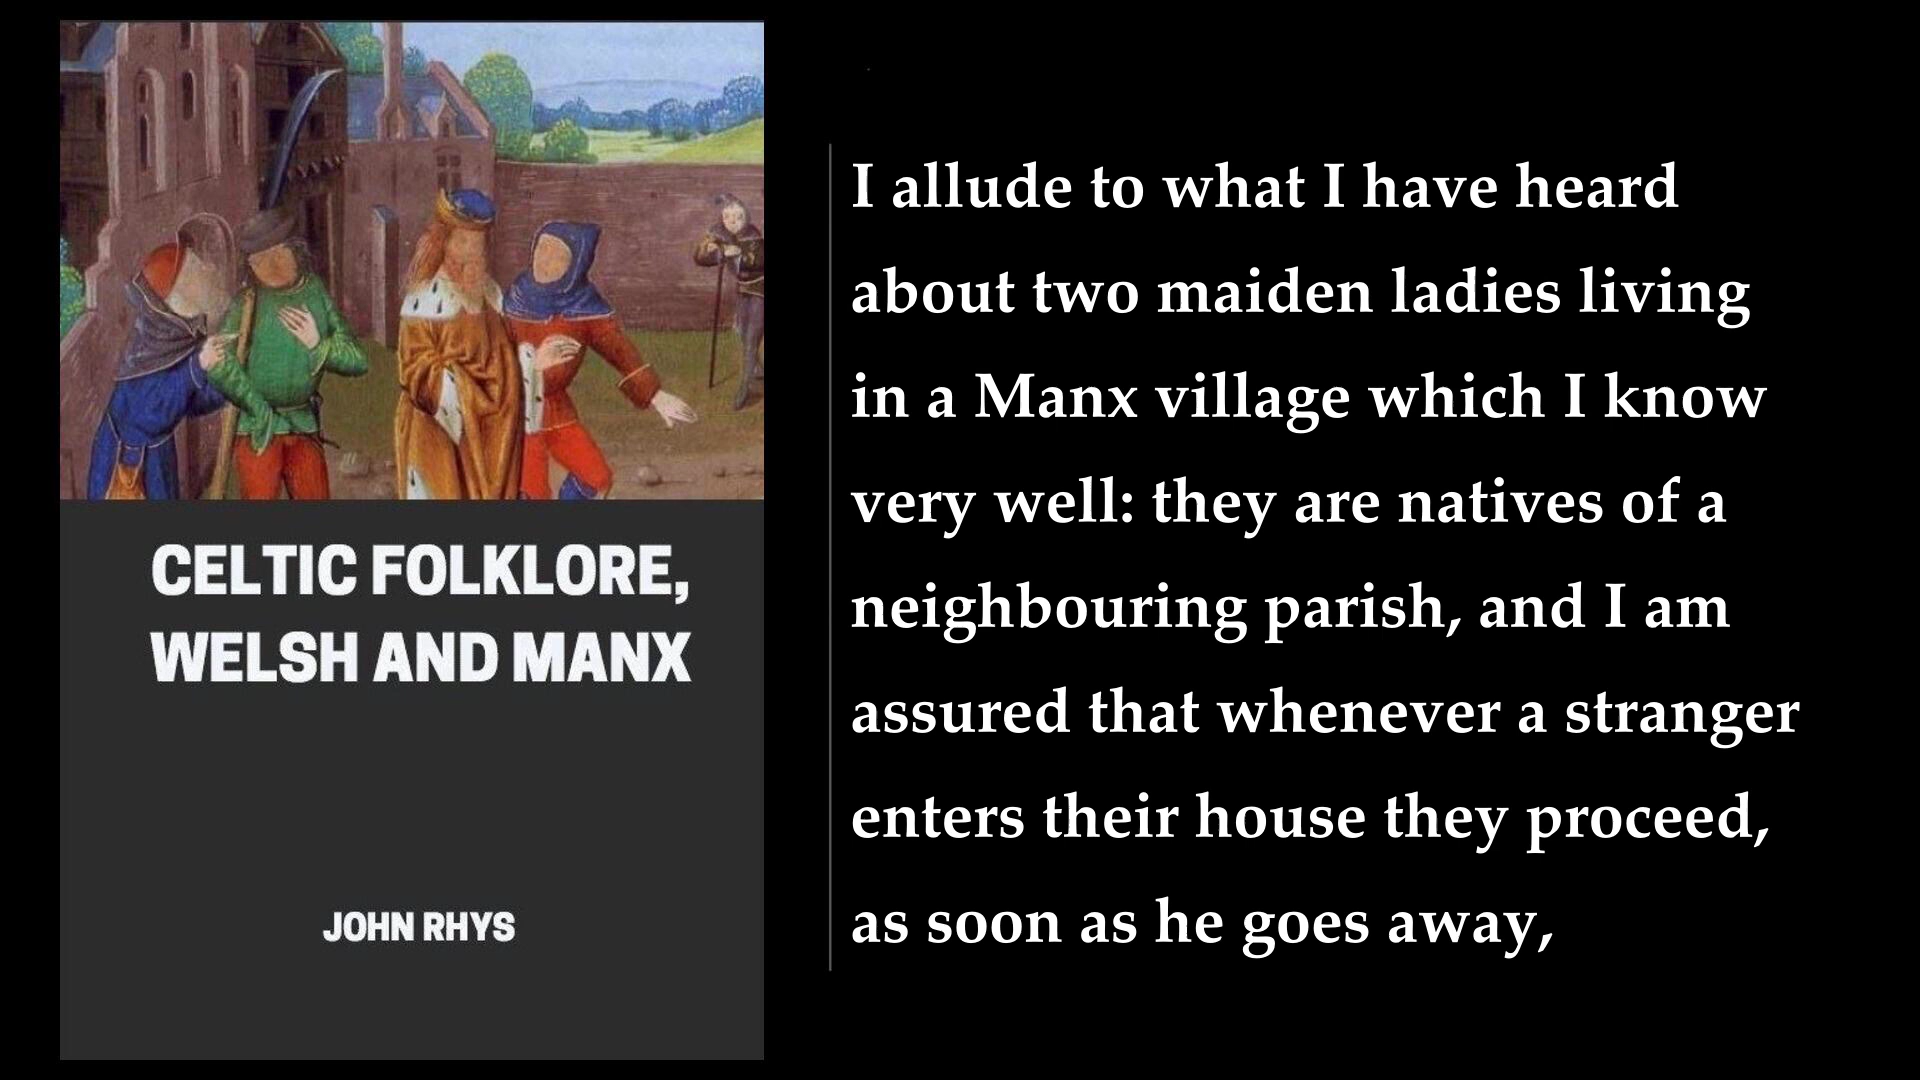 CELTIC FOLKLORE,
WELSH AND MANX
JOHN RHYS
I allude to what I have heard
about two maiden ladies living
in a Manx village which I know
very well: they are natives of a
neighbouring parish, and I am
assured that whenever a stranger
enters their house they proceed,
as soon as he goes away,